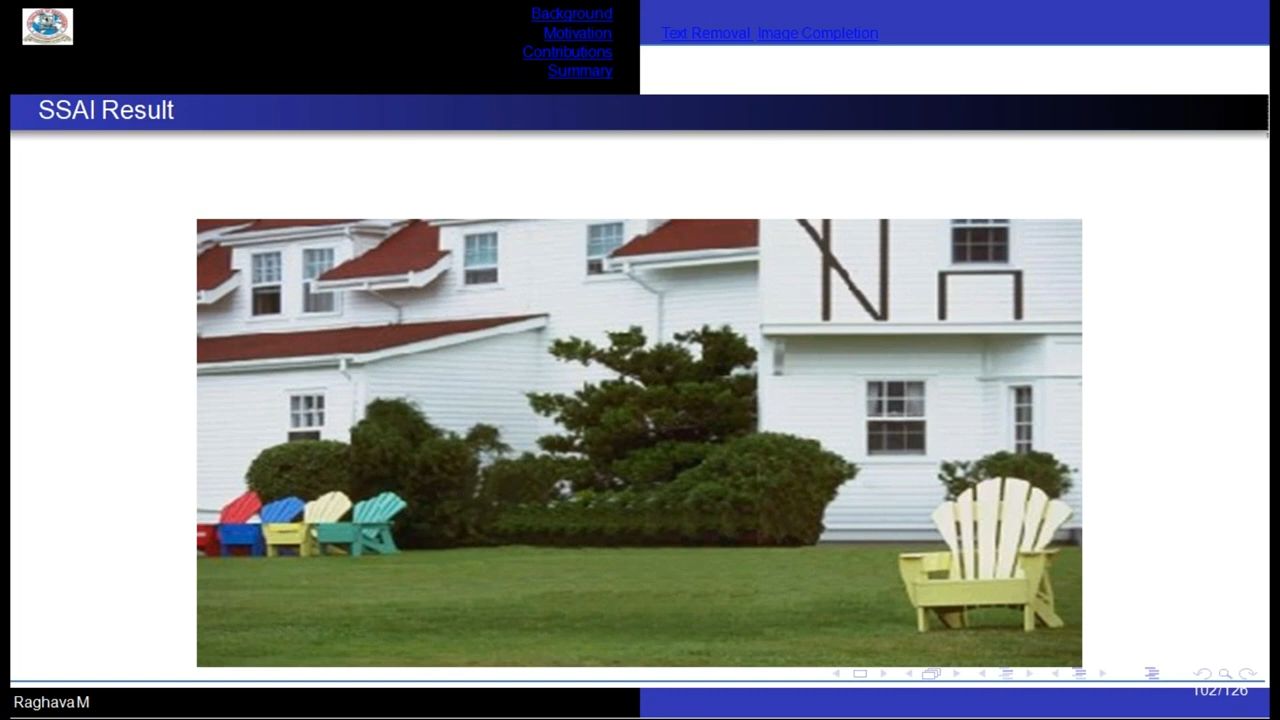 Background
Motivation
Contributions
Summary
Text Removal Image Completion
SSAI Result
Raghava M
102/126